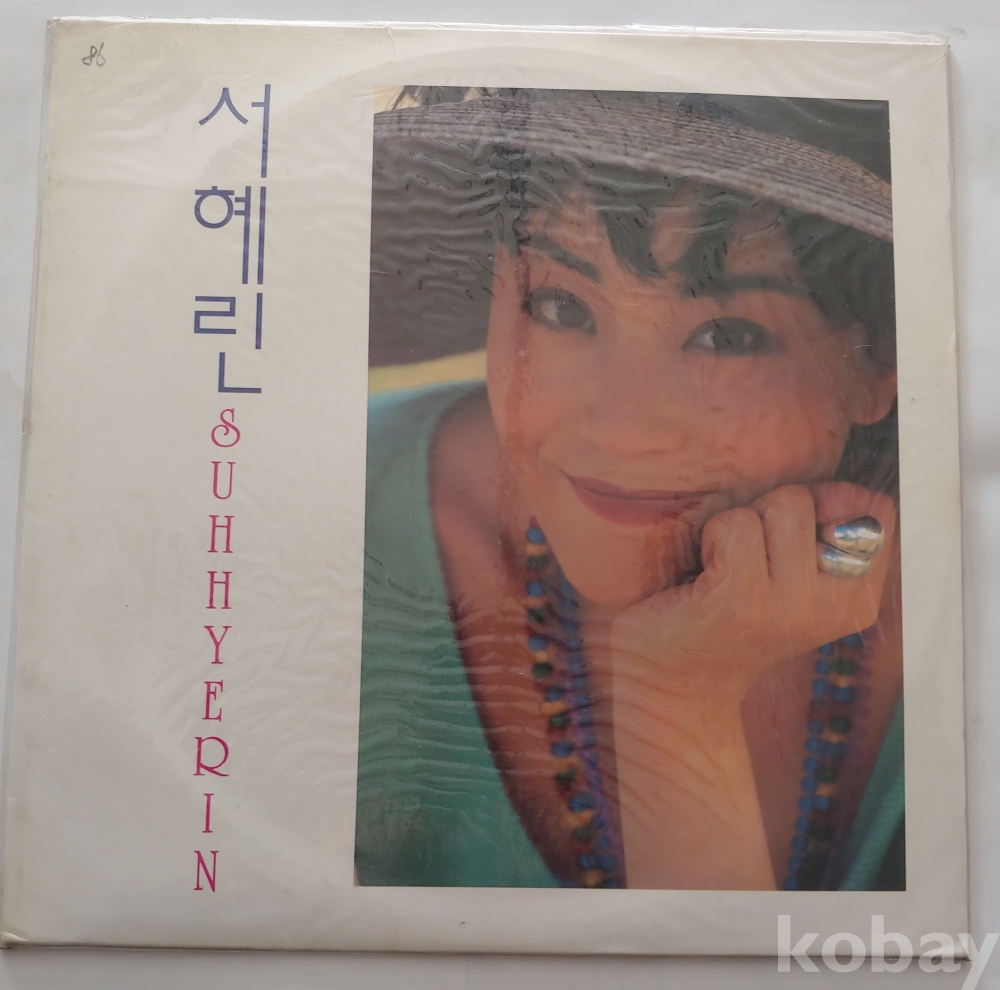 86
서혜린
SUHHYERIN
kobay